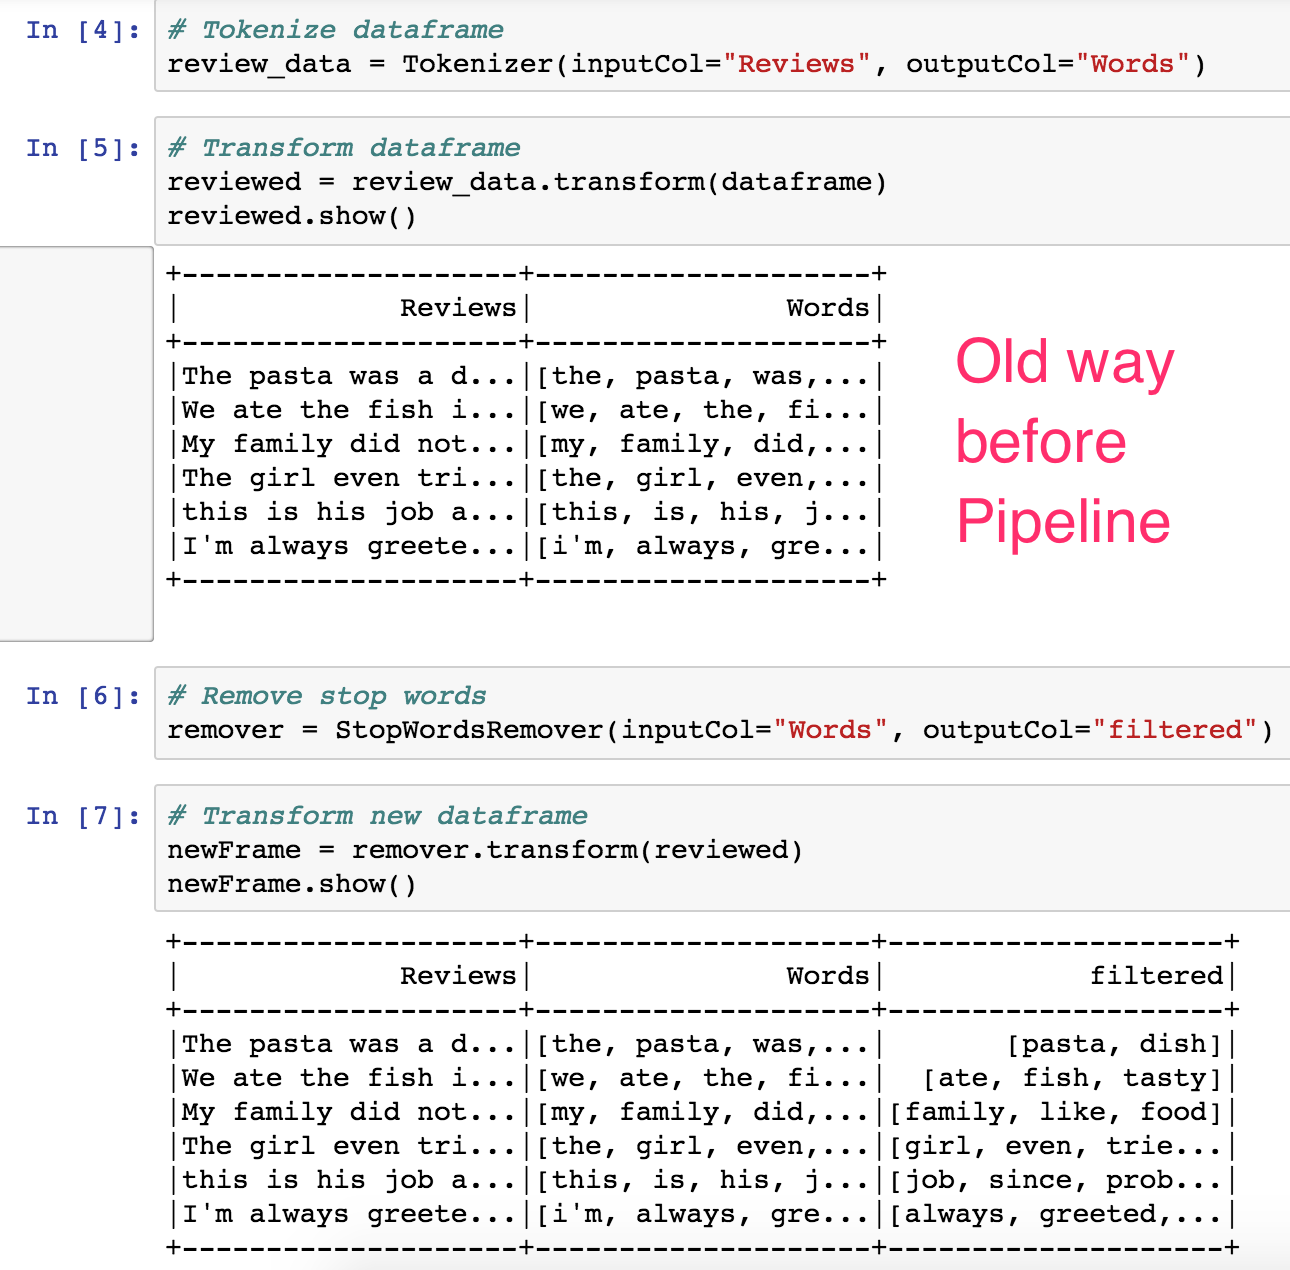 In [4]: # Tokenize dataframe
review_data = Tokenizer(inputCol="Reviews", outputCol="Words")
In [5]: # Transform dataframe
reviewed = review_data.transform(dataframe)
reviewed.show()
+--------------------+--------------------+
|             Reviews|               Words|
+--------------------+--------------------+
|The pasta was a d...|[the, pasta, was,...|
|We ate the fish i...|[we, ate, the, fi...|
|My family did not...|[my, family, did,...|
|The girl even tri...|[the, girl, even,...|
|this is his job a...|[this, is, his, j...|
|I'm always greete...|[i'm, always, gre...|
+--------------------+--------------------+
Old way
before
Pipeline
In [6]: # Remove stop words
remover = StopWordsRemover(inputCol="Words", outputCol="filtered")
In [7]: # Transform new dataframe
newFrame = remover.transform(reviewed)
newFrame.show()
+--------------------+--------------------+--------------------+
|             Reviews|               Words|            filtered|
+--------------------+--------------------+--------------------+
|The pasta was a d...|[the, pasta, was,...|       [pasta, dish]|
|We ate the fish i...|[we, ate, the, fi...|  [ate, fish, tasty]|
|My family did not...|[my, family, did,...|[family, like, food]|
|The girl even tri...|[the, girl, even,...|[girl, even, trie...|
|this is his job a...|[this, is, his, j...|[job, since, prob...|
|I'm always greete...|[i'm, always, gre...|[always, greeted,...|
+--------------------+--------------------+--------------------+